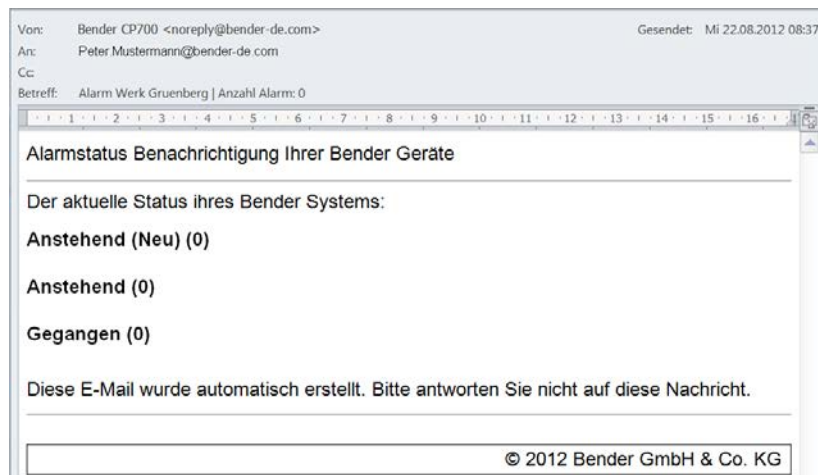 Von: Bender CP700 <noreply@bender-de.com> Gesendet: Mi 22.08.2012 08:37
An: Peter.Mustermann@bender-de.com
Cc:
Betreff: Alarm Werk Gruenberg | Anzahl Alarm: 0
1 2 3 4 5 6 7 8 9 10 11 12 13 14 15 16
Alarmstatus Benachrichtigung Ihrer Bender Geräte
Der aktuelle Status ihres Bender Systems:
Anstehend (Neu) (0)
Anstehend (0)
Gegangen (0)
Diese E-Mail wurde automatisch erstellt. Bitte antworten Sie nicht auf diese Nachricht.
© 2012 Bender GmbH & Co. KG